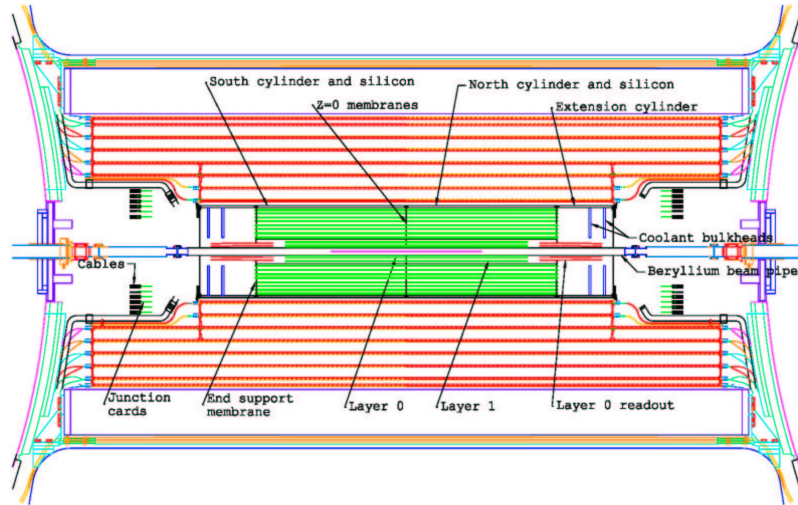 South cylinder and silicon
North cylinder and silicon
Z=0 membranes
Extension cylinder
Coolant bulkheads
Cables
Beryllium beam pipe
Junction
cards
End support
membrane
Layer 0
Layer 1
Layer 0 readout